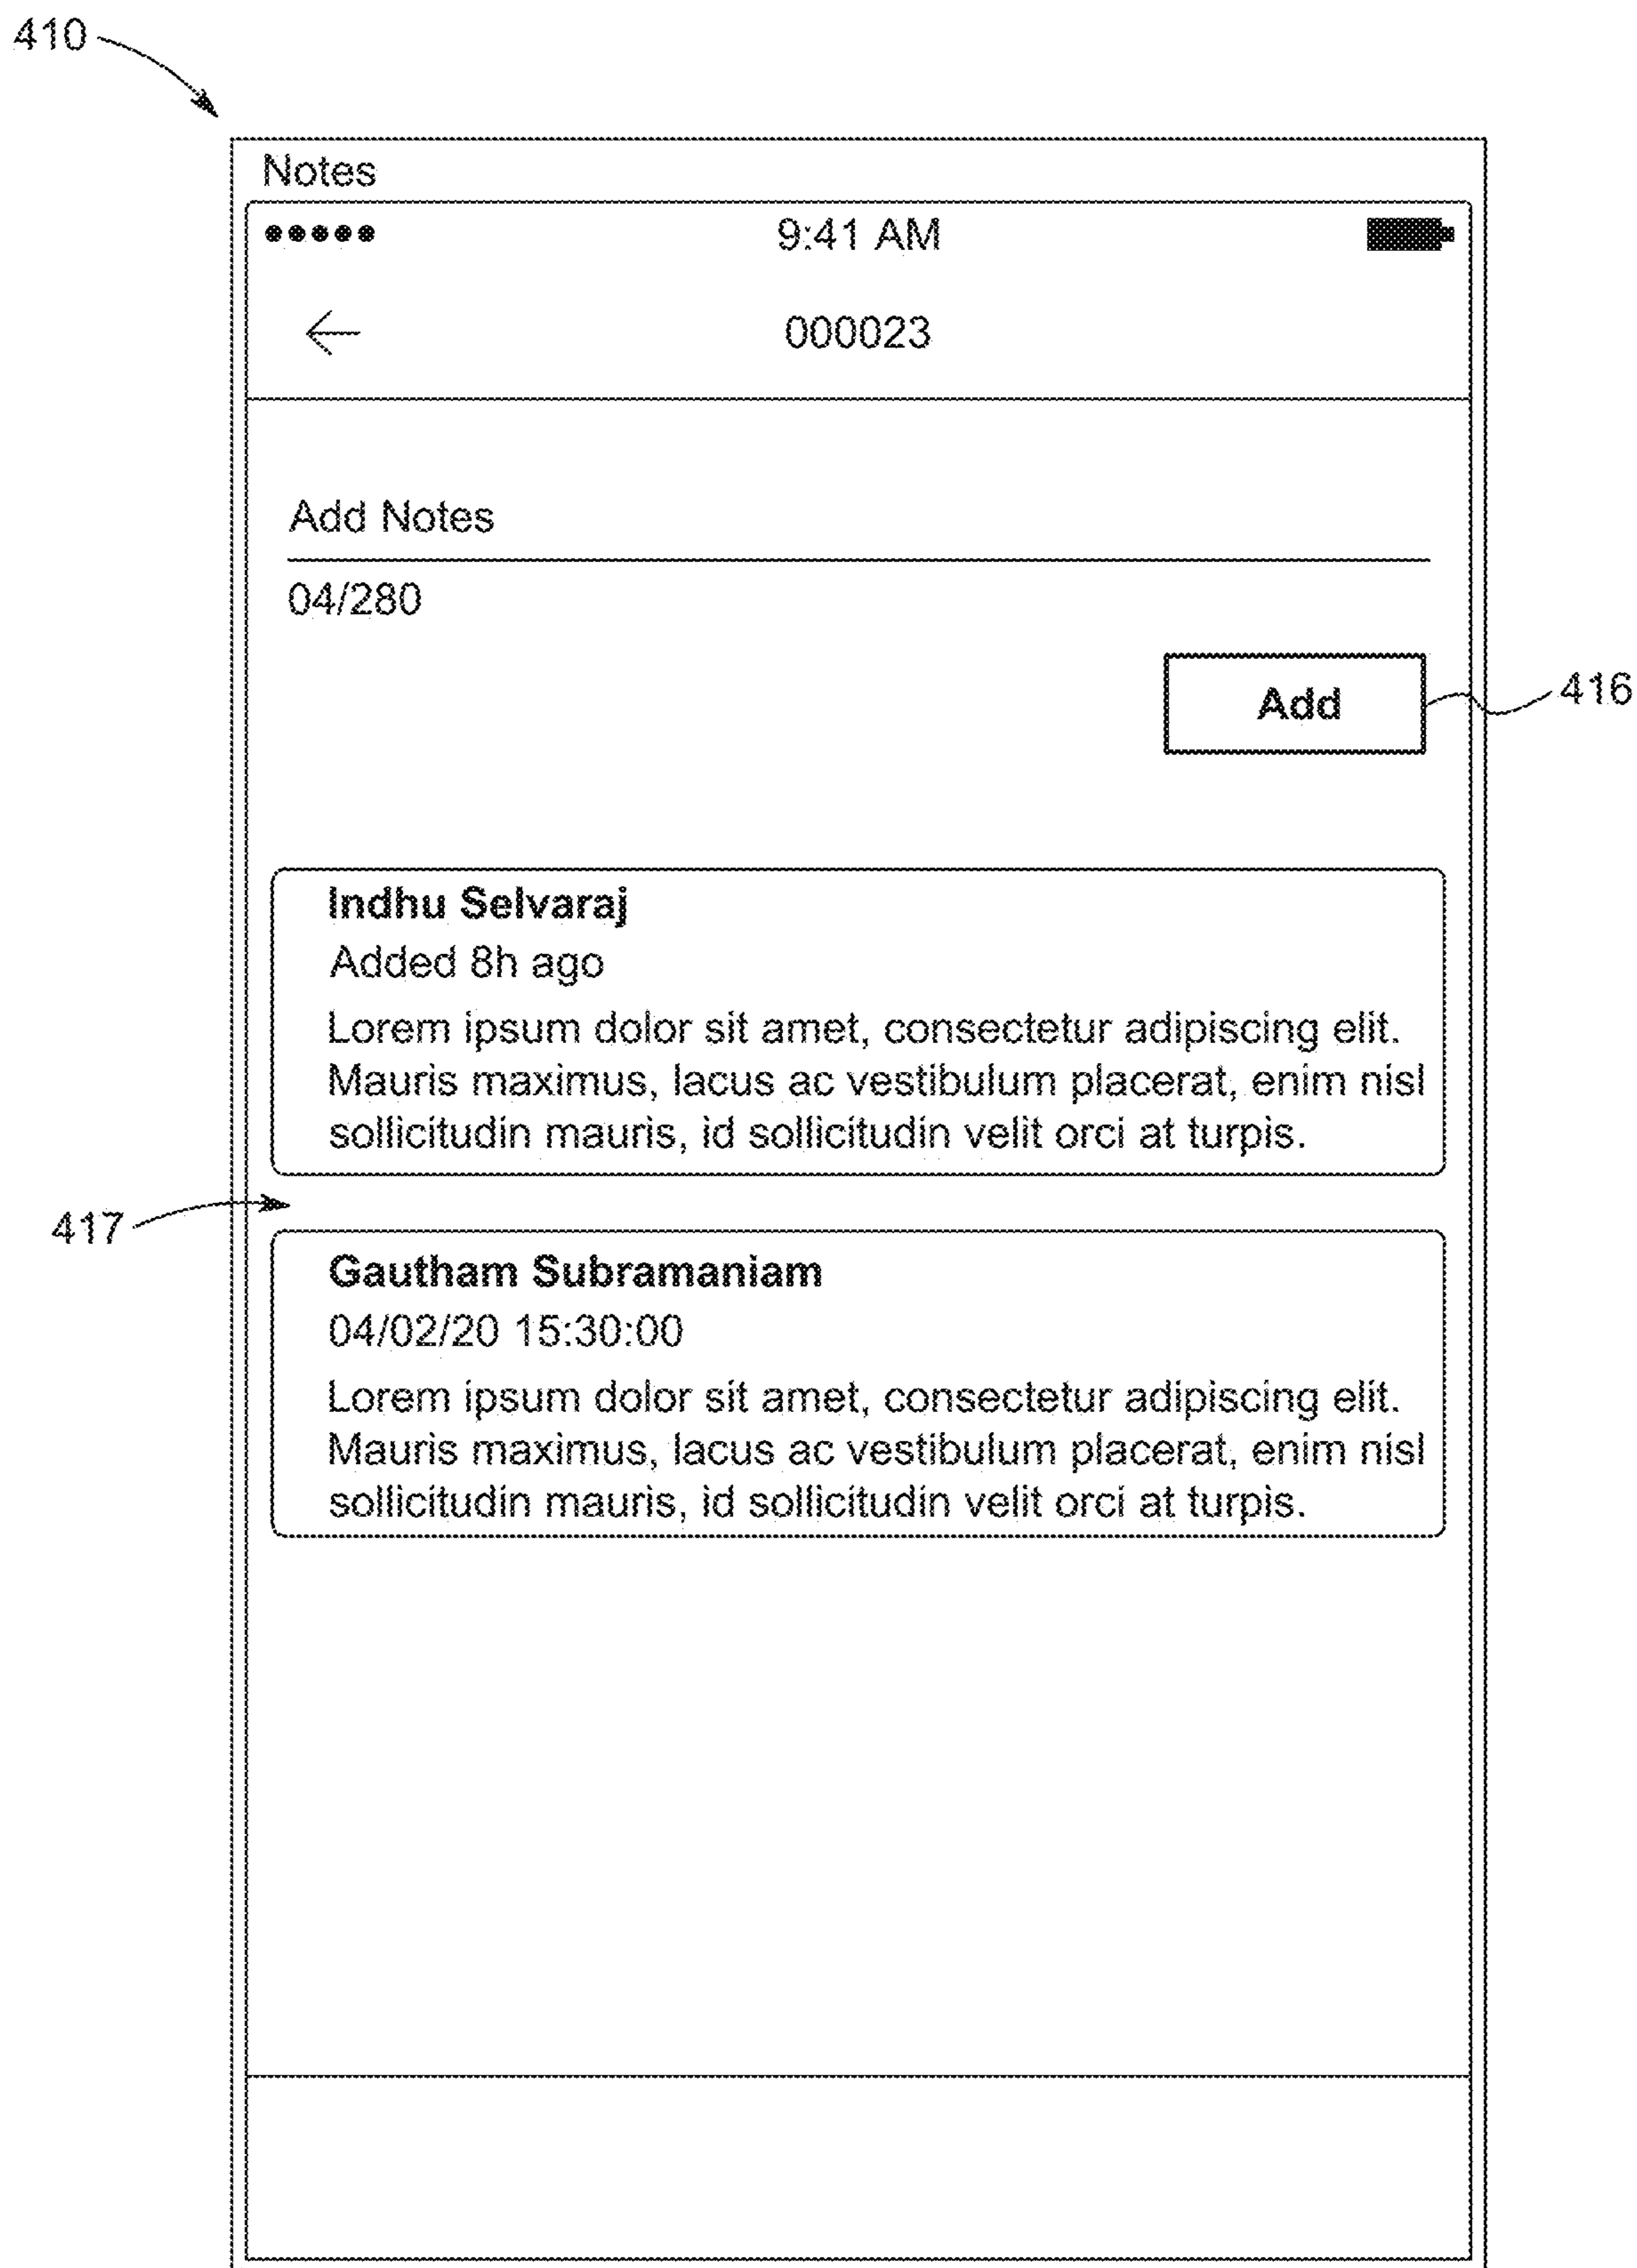 410
Notes
9:41 AM
000023
Add Notes
04/280
Add
416
Indhu Selvaraj
Added 8h ago
Lorem ipsum dolor sit amet, consectetur adipiscing elit.
Mauris maximus, lacus ac vestibulum placerat, enim nisl
sollicitudin mauris, id sollicitudin velit orci at turpis.
417
Gautham Subramaniam
04/02/20 15:30:00
Lorem ipsum dolor sit amet, consectetur adipiscing elit.
Mauris maximus, lacus ac vestibulum placerat, enim nisl
sollicitudin mauris, id sollicitudin velit orci at turpis.